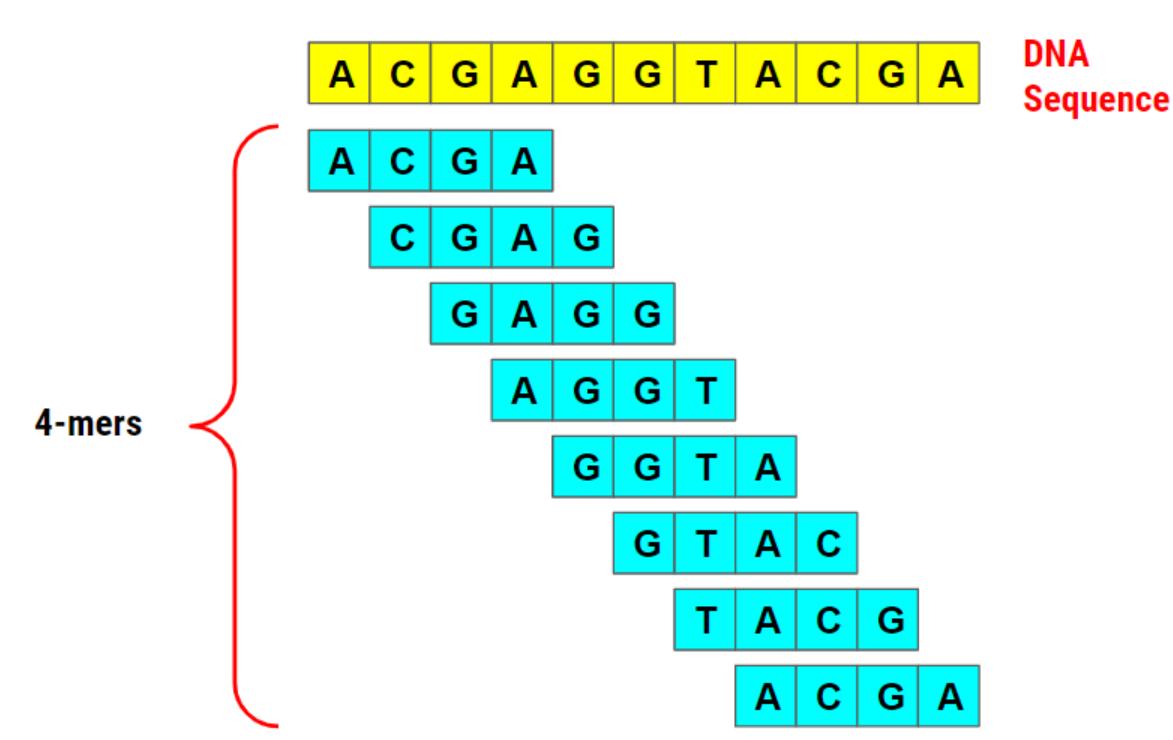 A C G A G G T A C G A
DNA
Sequence
A C G A
C G A G
G A G G
A G G T
4-mers
G G T A
G T A C
T A C G
A C G A